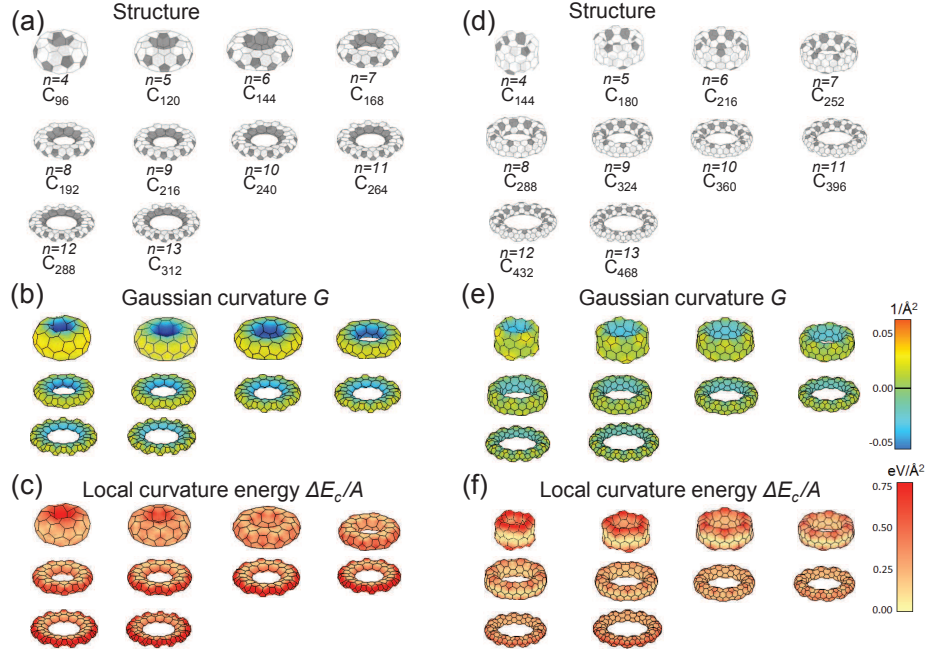 (a)
Structure
n=4
C96
n=5
C120
n=6
C144
n=7
C168
n=8
C192
n=9
C216
n=10
C240
n=11
C264
n=12
C288
n=13
C312
(b)
Gaussian curvature G
(c)
Local curvature energy ΔEc/A
(d)
Structure
n=4
C144
n=5
C180
n=6
C216
n=7
C252
n=8
C288
n=9
C324
n=10
C360
n=11
C396
n=12
C432
n=13
C468
(e)
Gaussian curvature G
1/Å2
0.05
0.00
-0.05
(f)
Local curvature energy ΔEc/A
eV/Å2
0.75
0.50
0.25
0.00